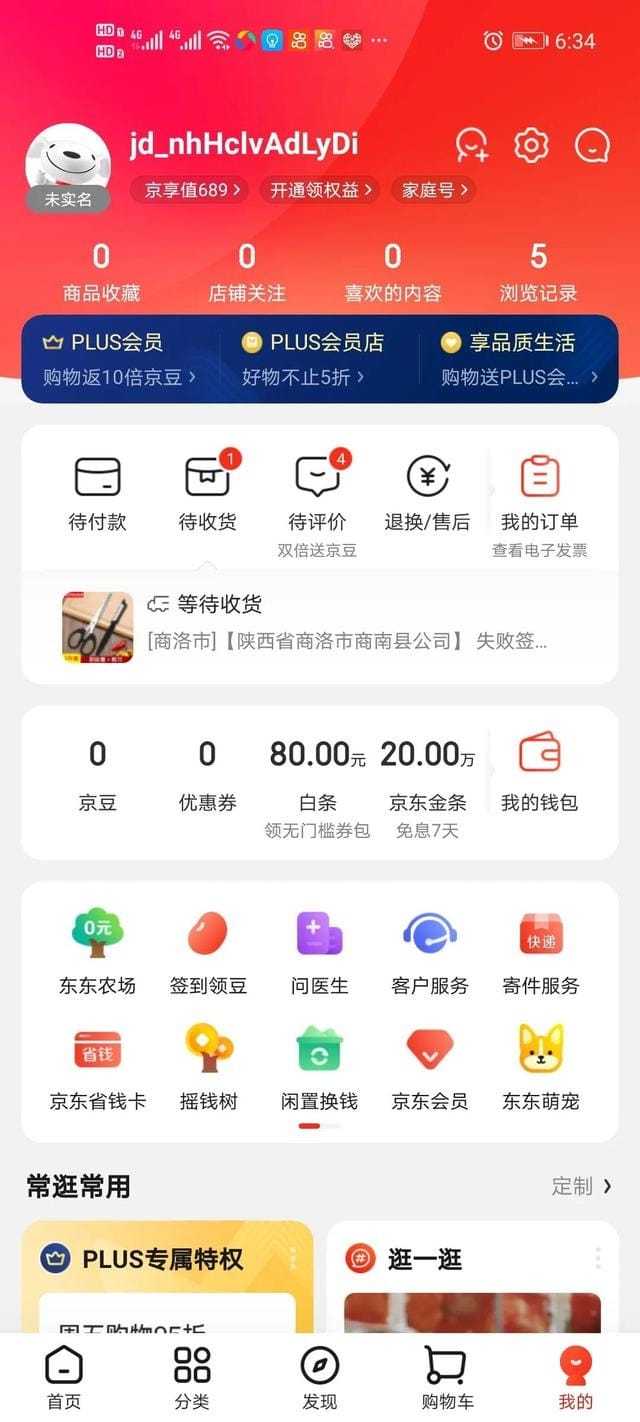 HD 1 4G 4G 6:34
HD 2
jd_nhHclvAdLyDi
未实名
京享值689 >
开通领权益 >
家庭号 >
0 0 0 5
商品收藏 店铺关注 喜欢的内容 浏览记录
PLUS会员 PLUS会员店 享品质生活
购物返10倍京豆 > 好物不止5折 > 购物送PLUS会... >
1 4
待付款 待收货 待评价 退换/售后 我的订单
双倍送京豆 查看电子发票
等待收货
[商洛市]【陕西省商洛市商南县公司】 失败签...
0 0 80.00元 20.00万
京豆 优惠券 白条 京东金条 我的钱包
领无门槛券包 免息7天
0元 快递
东东农场 签到领豆 问医生 客户服务 寄件服务
省钱
京东省钱卡 摇钱树 闲置换钱 京东会员 东东萌宠
常逛常用 定制 >
PLUS专属特权 逛一逛
周五购物95折
首页 分类 发现 购物车 我的